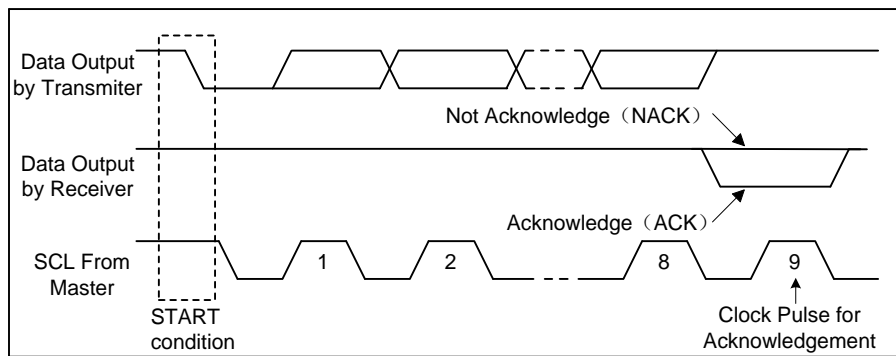 Data Output
by Transmiter
Not Acknowledge（NACK）
Data Output
by Receiver
Acknowledge（ACK）
SCL From
Master
1
2
8
9
START
condition
Clock Pulse for
Acknowledgement